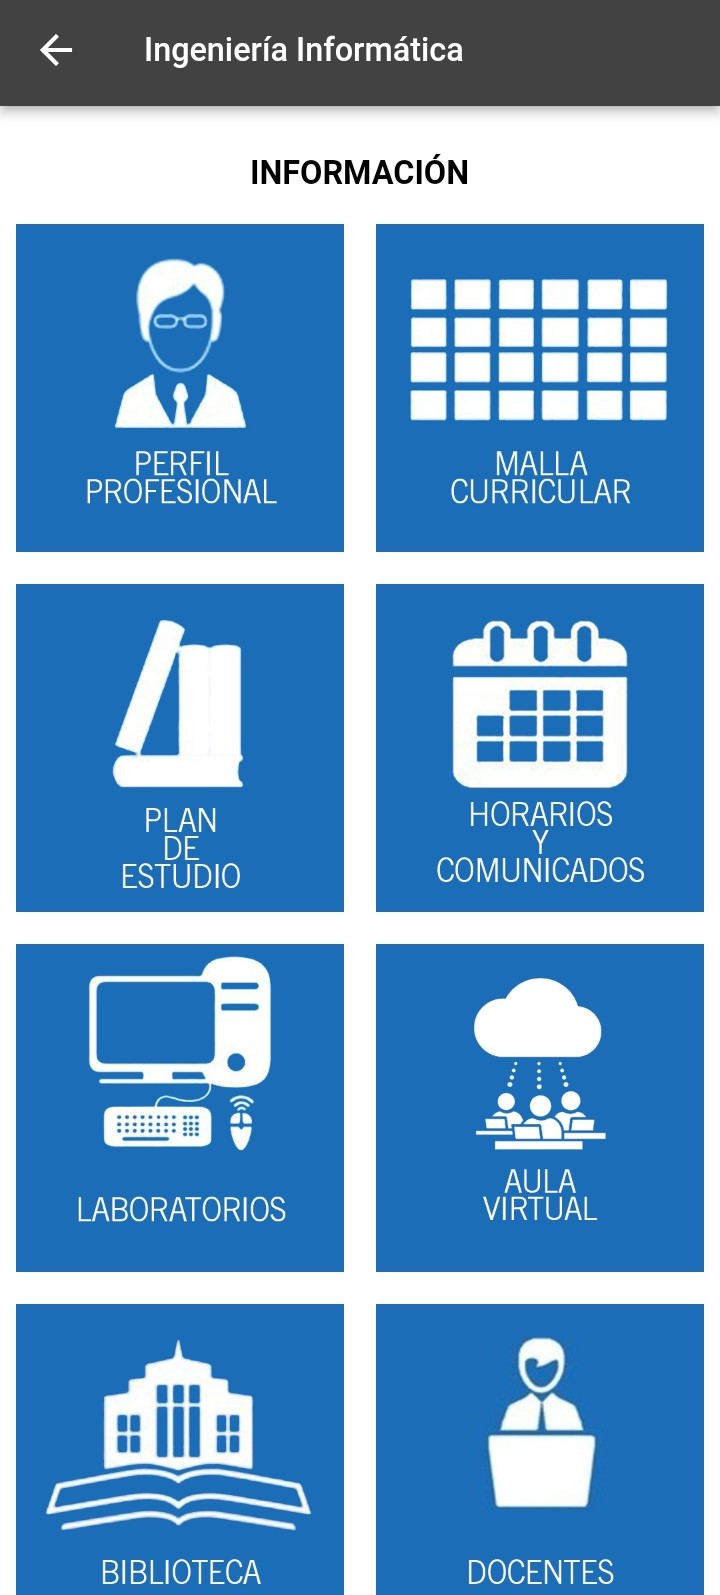 Ingeniería Informática
INFORMACIÓN
PERFIL
PROFESIONAL
MALLA
CURRICULAR
PLAN
DE
ESTUDIO
HORARIOS
Y
COMUNICADOS
LABORATORIOS
AULA
VIRTUAL
BIBLIOTECA
DOCENTES